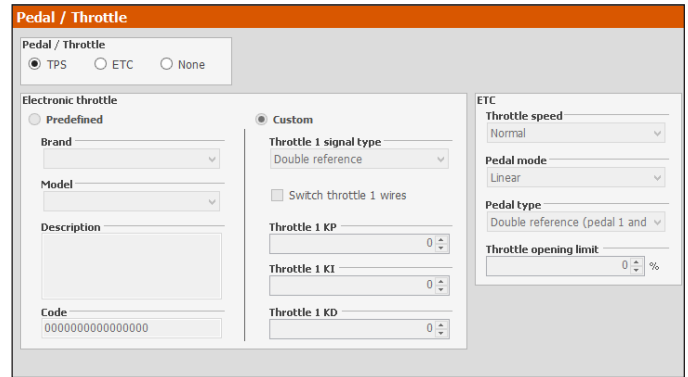 Pedal / Throttle
Pedal / Throttle
TPS ETC None
Electronic throttle
Predefined
Brand
Model
Description
Code
0000000000000000
Custom
Throttle 1 signal type
Double reference
Switch throttle 1 wires
Throttle 1 KP
0
Throttle 1 KI
0
Throttle 1 KD
0
ETC
Throttle speed
Normal
Pedal mode
Linear
Pedal type
Double reference (pedal 1 and
Throttle opening limit
0 %